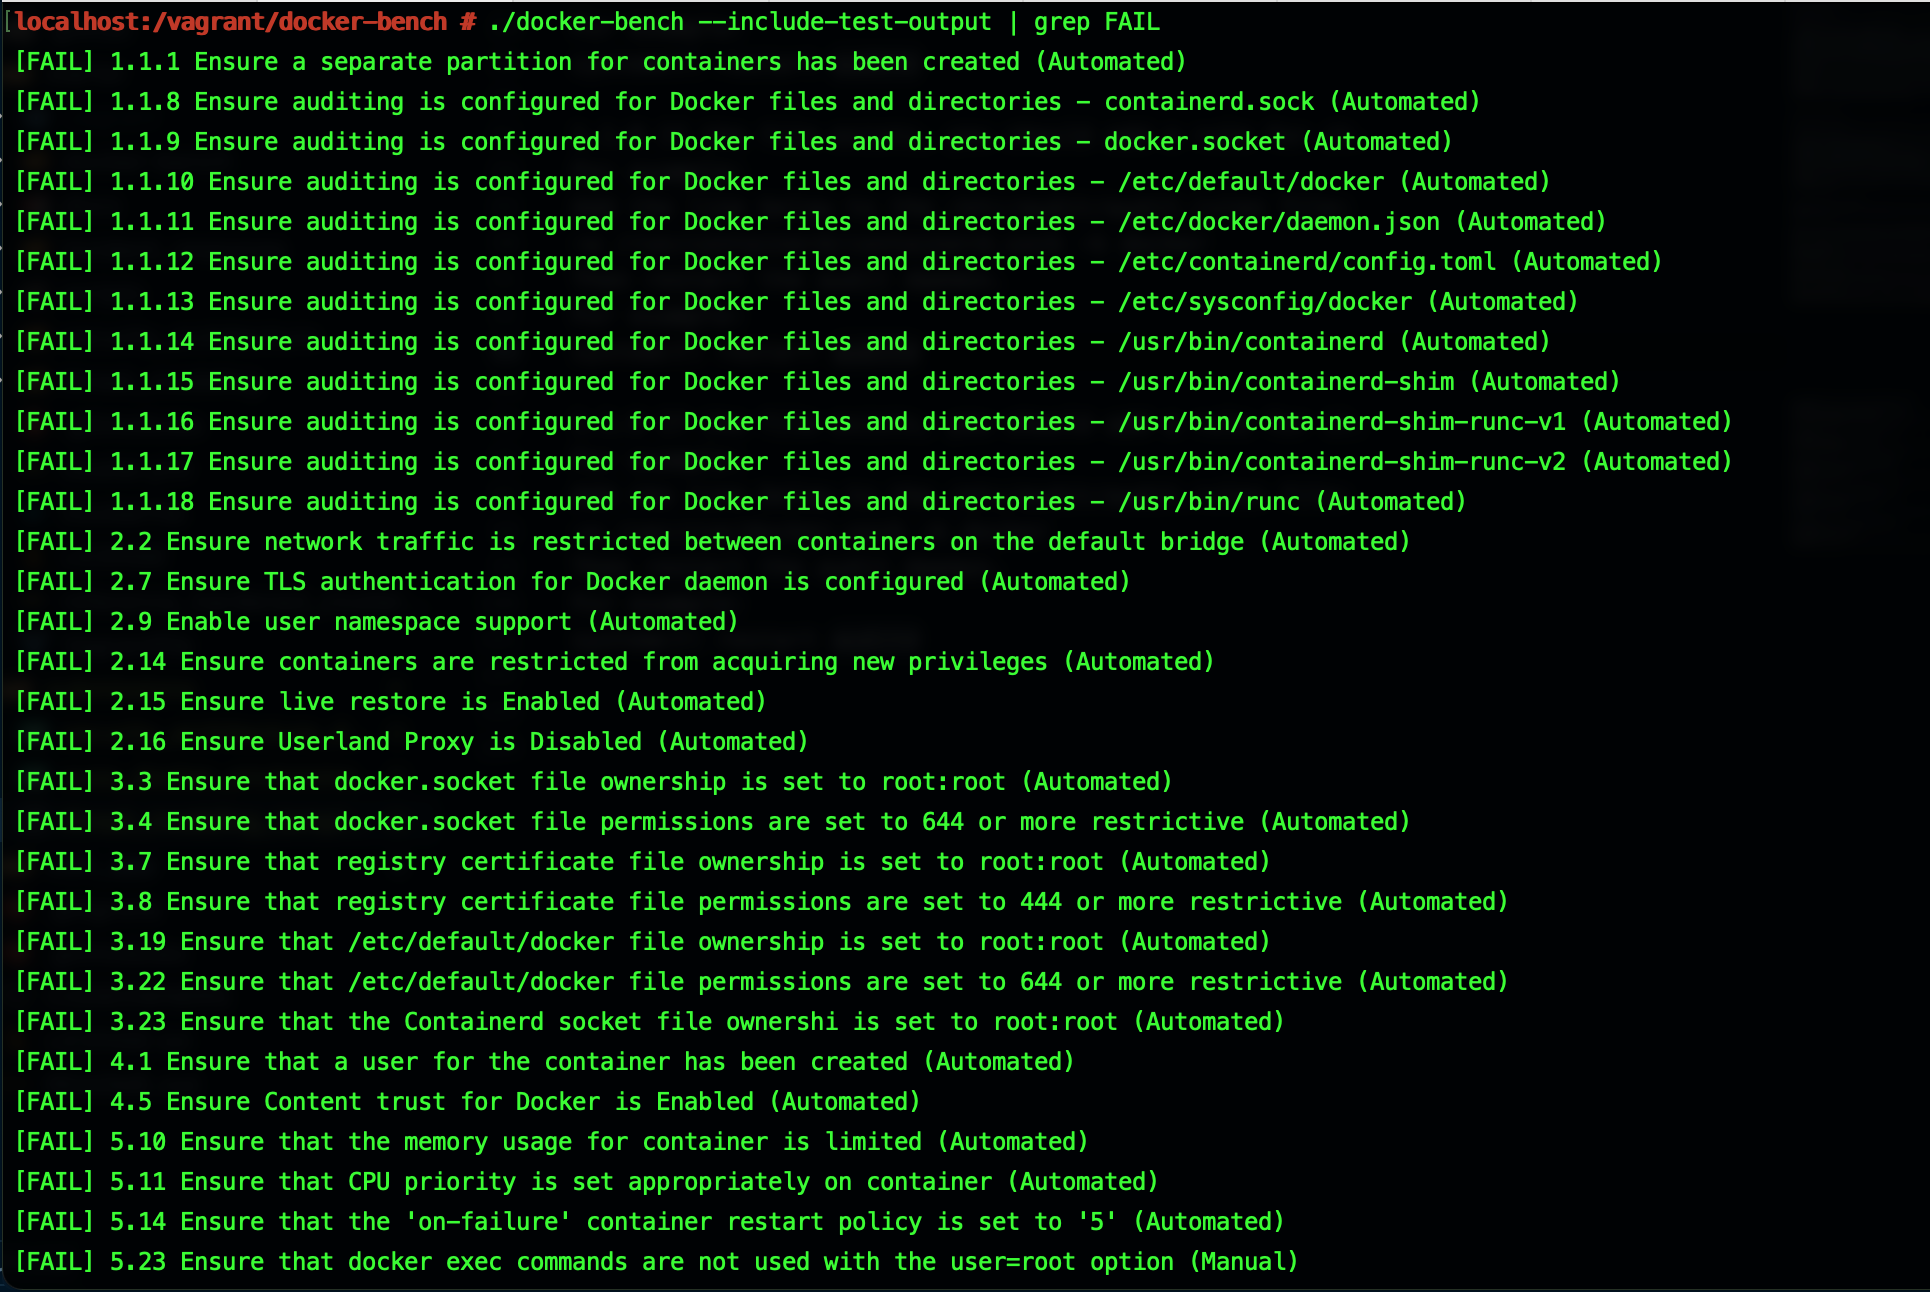 [localhost:/vagrant/docker-bench # ./docker-bench --include-test-output | grep FAIL
[FAIL] 1.1.1 Ensure a separate partition for containers has been created (Automated)
[FAIL] 1.1.8 Ensure auditing is configured for Docker files and directories - containerd.sock (Automated)
[FAIL] 1.1.9 Ensure auditing is configured for Docker files and directories - docker.socket (Automated)
[FAIL] 1.1.10 Ensure auditing is configured for Docker files and directories - /etc/default/docker (Automated)
[FAIL] 1.1.11 Ensure auditing is configured for Docker files and directories - /etc/docker/daemon.json (Automated)
[FAIL] 1.1.12 Ensure auditing is configured for Docker files and directories - /etc/containerd/config.toml (Automated)
[FAIL] 1.1.13 Ensure auditing is configured for Docker files and directories - /etc/sysconfig/docker (Automated)
[FAIL] 1.1.14 Ensure auditing is configured for Docker files and directories - /usr/bin/containerd (Automated)
[FAIL] 1.1.15 Ensure auditing is configured for Docker files and directories - /usr/bin/containerd-shim (Automated)
[FAIL] 1.1.16 Ensure auditing is configured for Docker files and directories - /usr/bin/containerd-shim-runc-v1 (Automated)
[FAIL] 1.1.17 Ensure auditing is configured for Docker files and directories - /usr/bin/containerd-shim-runc-v2 (Automated)
[FAIL] 1.1.18 Ensure auditing is configured for Docker files and directories - /usr/bin/runc (Automated)
[FAIL] 2.2 Ensure network traffic is restricted between containers on the default bridge (Automated)
[FAIL] 2.7 Ensure TLS authentication for Docker daemon is configured (Automated)
[FAIL] 2.9 Enable user namespace support (Automated)
[FAIL] 2.14 Ensure containers are restricted from acquiring new privileges (Automated)
[FAIL] 2.15 Ensure live restore is Enabled (Automated)
[FAIL] 2.16 Ensure Userland Proxy is Disabled (Automated)
[FAIL] 3.3 Ensure that docker.socket file ownership is set to root:root (Automated)
[FAIL] 3.4 Ensure that docker.socket file permissions are set to 644 or more restrictive (Automated)
[FAIL] 3.7 Ensure that registry certificate file ownership is set to root:root (Automated)
[FAIL] 3.8 Ensure that registry certificate file permissions are set to 444 or more restrictive (Automated)
[FAIL] 3.19 Ensure that /etc/default/docker file ownership is set to root:root (Automated)
[FAIL] 3.22 Ensure that /etc/default/docker file permissions are set to 644 or more restrictive (Automated)
[FAIL] 3.23 Ensure that the Containerd socket file ownershi is set to root:root (Automated)
[FAIL] 4.1 Ensure that a user for the container has been created (Automated)
[FAIL] 4.5 Ensure Content trust for Docker is Enabled (Automated)
[FAIL] 5.10 Ensure that the memory usage for container is limited (Automated)
[FAIL] 5.11 Ensure that CPU priority is set appropriately on container (Automated)
[FAIL] 5.14 Ensure that the 'on-failure' container restart policy is set to '5' (Automated)
[FAIL] 5.23 Ensure that docker exec commands are not used with the user=root option (Manual)